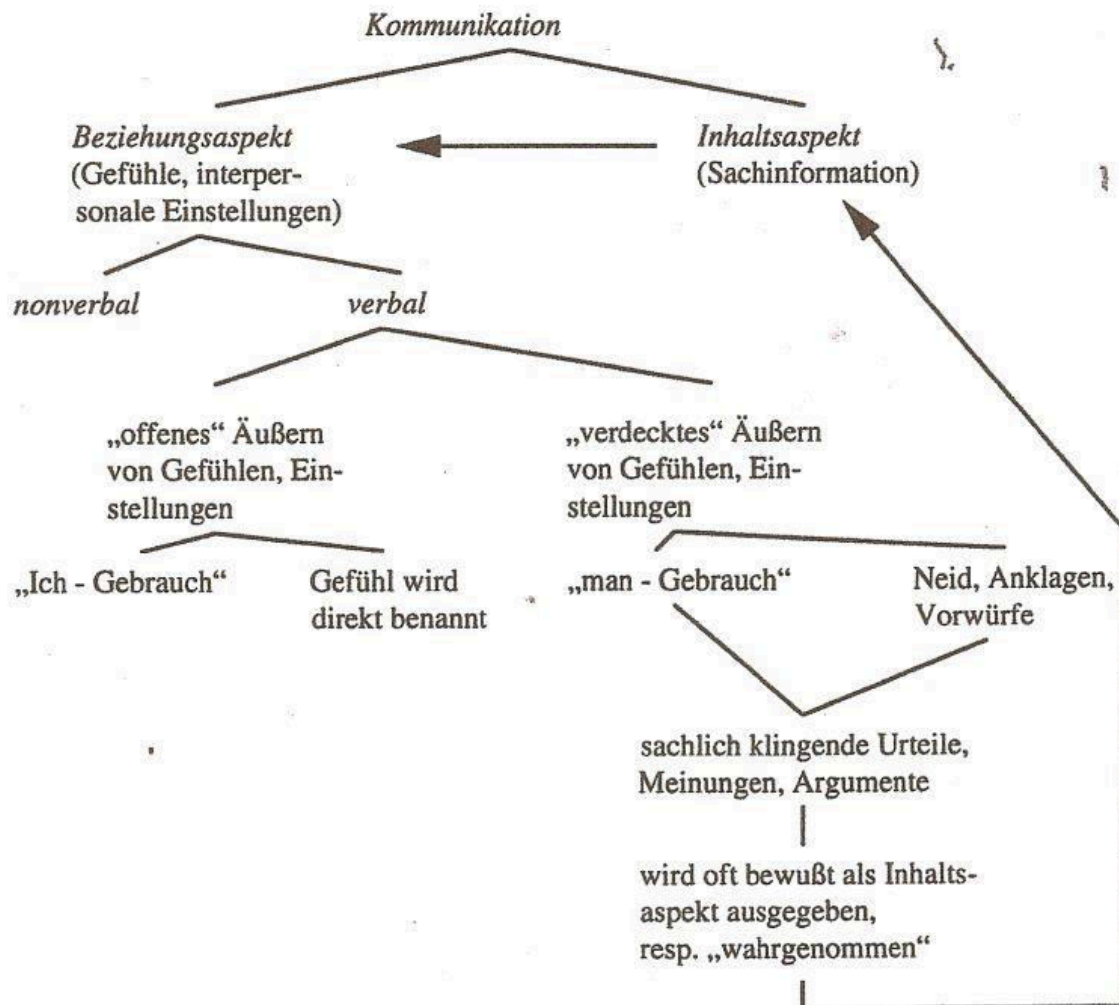 Kommunikation
Beziehungsaspekt
(Gefühle, interper-
sonale Einstellungen)
Inhaltsaspekt
(Sachinformation)
nonverbal
verbal
„offenes“ Äußern
von Gefühlen, Ein-
stellungen
„verdecktes“ Äußern
von Gefühlen, Ein-
stellungen
„Ich - Gebrauch“
Gefühl wird
direkt benannt
„man - Gebrauch“
Neid, Anklagen,
Vorwürfe
sachlich klingende Urteile,
Meinungen, Argumente
wird oft bewußt als Inhalts-
aspekt ausgegeben,
resp. „wahrgenommen“